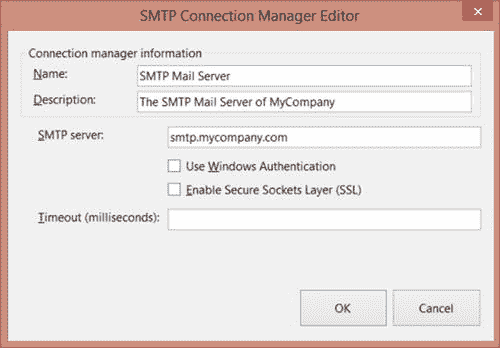 SMTP Connection Manager Editor
Connection manager information
Name: SMTP Mail Server
Description: The SMTP Mail Server of MyCompany
SMTP server: smtp.mycompany.com
Use Windows Authentication
Enable Secure Sockets Layer (SSL)
Timeout (milliseconds):
OK Cancel